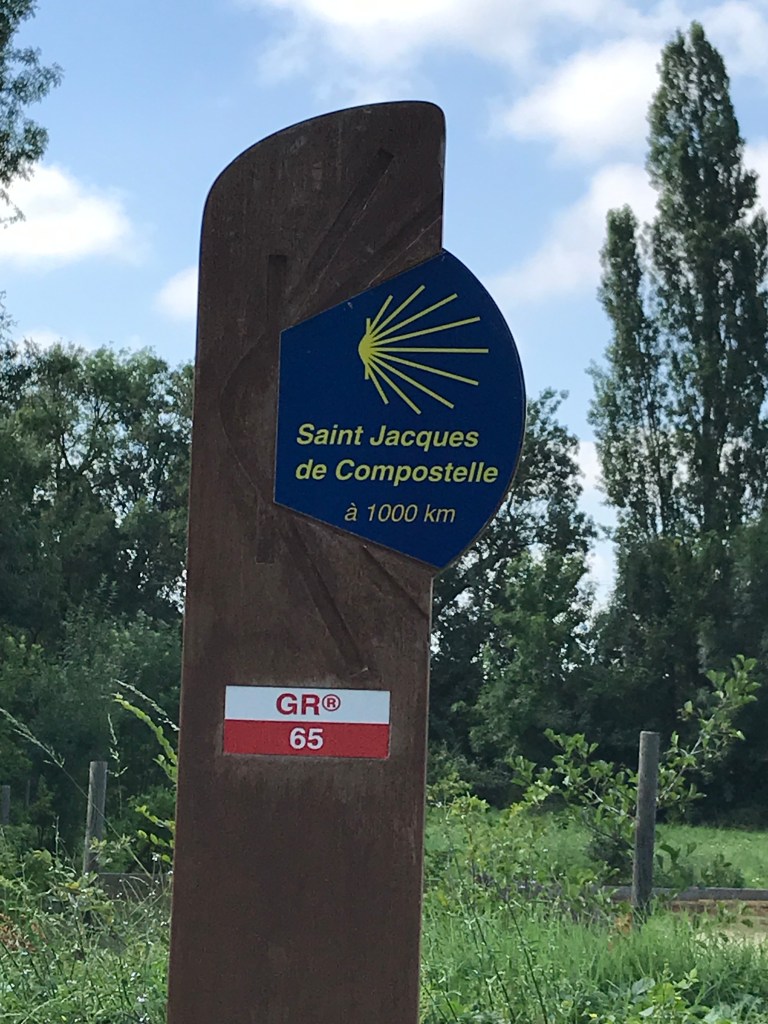 Saint Jacques
de Compostelle
à 1000 km
GR®
65